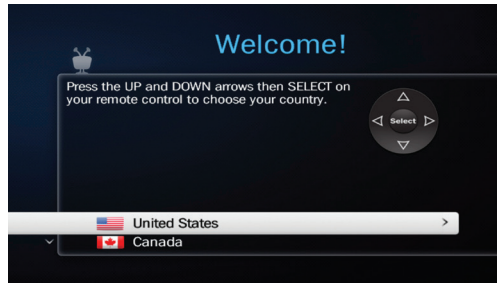 Welcome!
Press the UP and DOWN arrows then SELECT on
your remote control to choose your country.
Select
United States
Canada